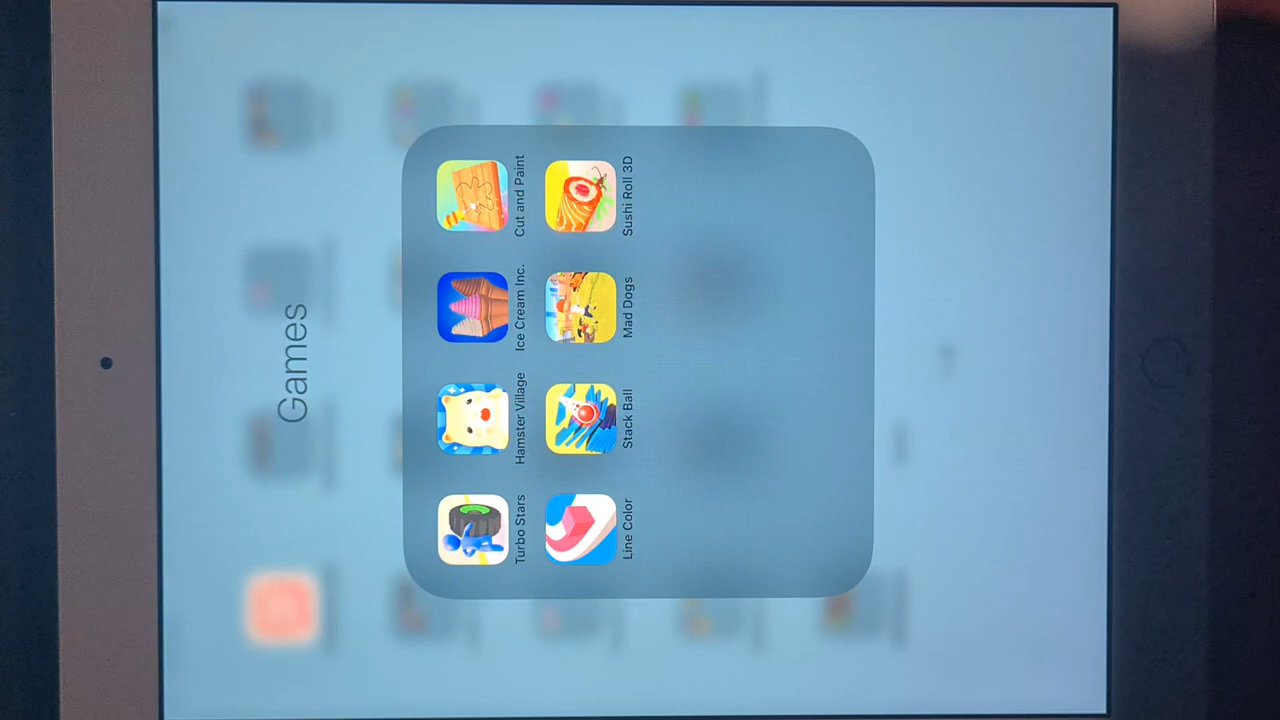 Games
Turbo Stars
Hamster Village
Ice Cream Inc.
Cut and Paint
Line Color
Stack Ball
Mad Dogs
Sushi Roll 3D